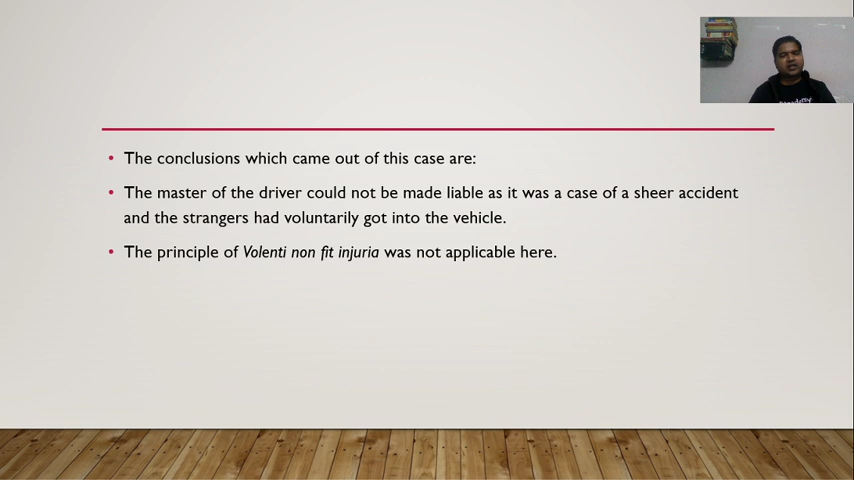 • The conclusions which came out of this case are:
• The master of the driver could not be made liable as it was a case of a sheer accident
and the strangers had voluntarily got into the vehicle.
• The principle of Volenti non fit injuria was not applicable here.